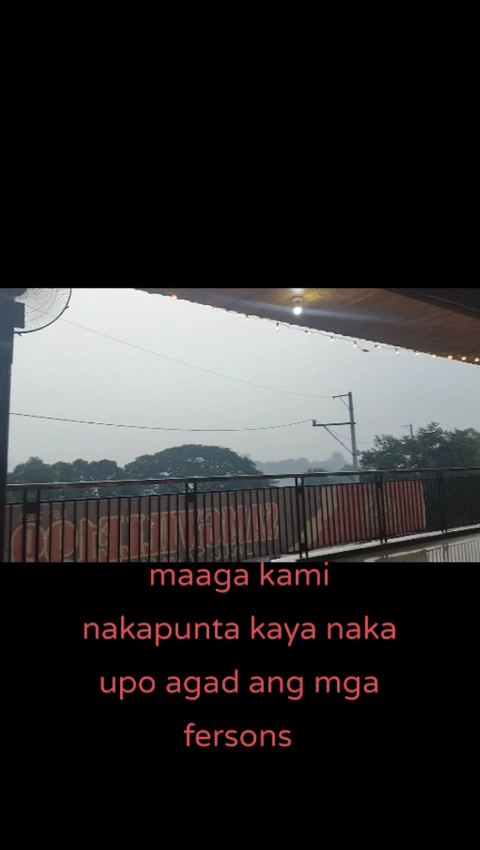 maaga kami
nakapunta kaya naka
upo agad ang mga
fersons